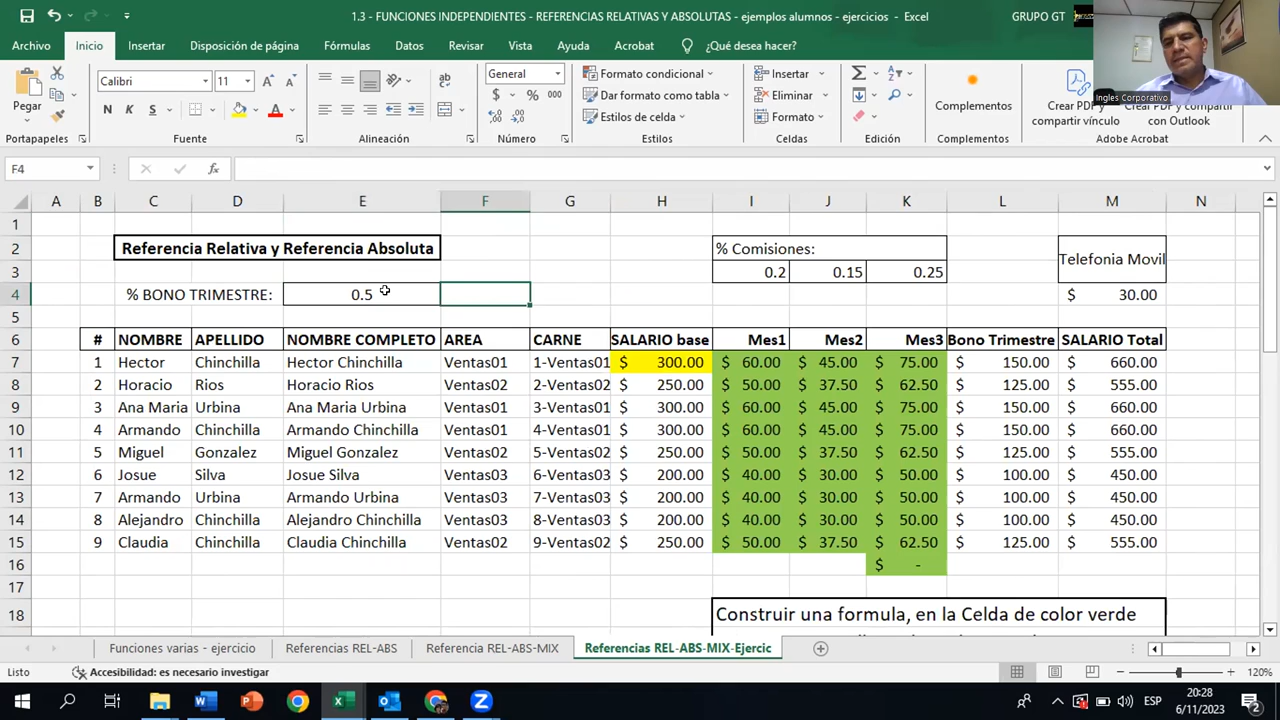 1.3 - FUNCIONES INDEPENDIENTES - REFERENCIAS RELATIVAS Y ABSOLUTAS - ejemplos alumnos - ejercicios - Excel
GRUPO GT
Archivo Inicio Insertar Disposición de página Fórmulas Datos Revisar Vista Ayuda Acrobat ¿Qué desea hacer?
Ingles Corporativo
Pegar
Calibri 11
General
Formato condicional
Dar formato como tabla
Estilos de celda
Insertar
Eliminar
Formato
Complementos
Crear PDF y compartir vínculo
Crear PDF y compartir
vínculo con Outlook
Portapapeles Fuente Alineación Número Estilos Celdas Edición Complementos Adobe Acrobat
F4 fx
A B C D E F G H I J K L M N
1
2 Referencia Relativa y Referencia Absoluta % Comisiones: Telefonia Movil
3 0.2 0.15 0.25
4 % BONO TRIMESTRE: 0.5 $ 30.00
5
6 # NOMBRE APELLIDO NOMBRE COMPLETO AREA CARNE SALARIO base Mes1 Mes2 Mes3 Bono Trimestre SALARIO Total
7 1 Hector Chinchilla Hector Chinchilla Ventas01 1-Ventas01 $ 300.00 $ 60.00 $ 45.00 $ 75.00 $ 150.00 $ 660.00
8 2 Horacio Rios Horacio Rios Ventas02 2-Ventas02 $ 250.00 $ 50.00 $ 37.50 $ 62.50 $ 125.00 $ 555.00
9 3 Ana Maria Urbina Ana Maria Urbina Ventas01 3-Ventas01 $ 300.00 $ 60.00 $ 45.00 $ 75.00 $ 150.00 $ 660.00
10 4 Armando Chinchilla Armando Chinchilla Ventas01 4-Ventas01 $ 300.00 $ 60.00 $ 45.00 $ 75.00 $ 150.00 $ 660.00
11 5 Miguel Gonzalez Miguel Gonzalez Ventas02 5-Ventas02 $ 250.00 $ 50.00 $ 37.50 $ 62.50 $ 125.00 $ 555.00
12 6 Josue Silva Josue Silva Ventas03 6-Ventas03 $ 200.00 $ 40.00 $ 30.00 $ 50.00 $ 100.00 $ 450.00
13 7 Armando Urbina Armando Urbina Ventas03 7-Ventas03 $ 200.00 $ 40.00 $ 30.00 $ 50.00 $ 100.00 $ 450.00
14 8 Alejandro Chinchilla Alejandro Chinchilla Ventas03 8-Ventas03 $ 200.00 $ 40.00 $ 30.00 $ 50.00 $ 100.00 $ 450.00
15 9 Claudia Chinchilla Claudia Chinchilla Ventas02 9-Ventas02 $ 250.00 $ 50.00 $ 37.50 $ 62.50 $ 125.00 $ 555.00
16 $ -
17
18 Construir una formula, en la Celda de color verde
Funciones varias - ejercicio Referencias REL-ABS Referencia REL-ABS-MIX Referencias REL-ABS-MIX-Ejercic
Listo Accesibilidad: es necesario investigar 120%
ESP 20:28
6/11/2023